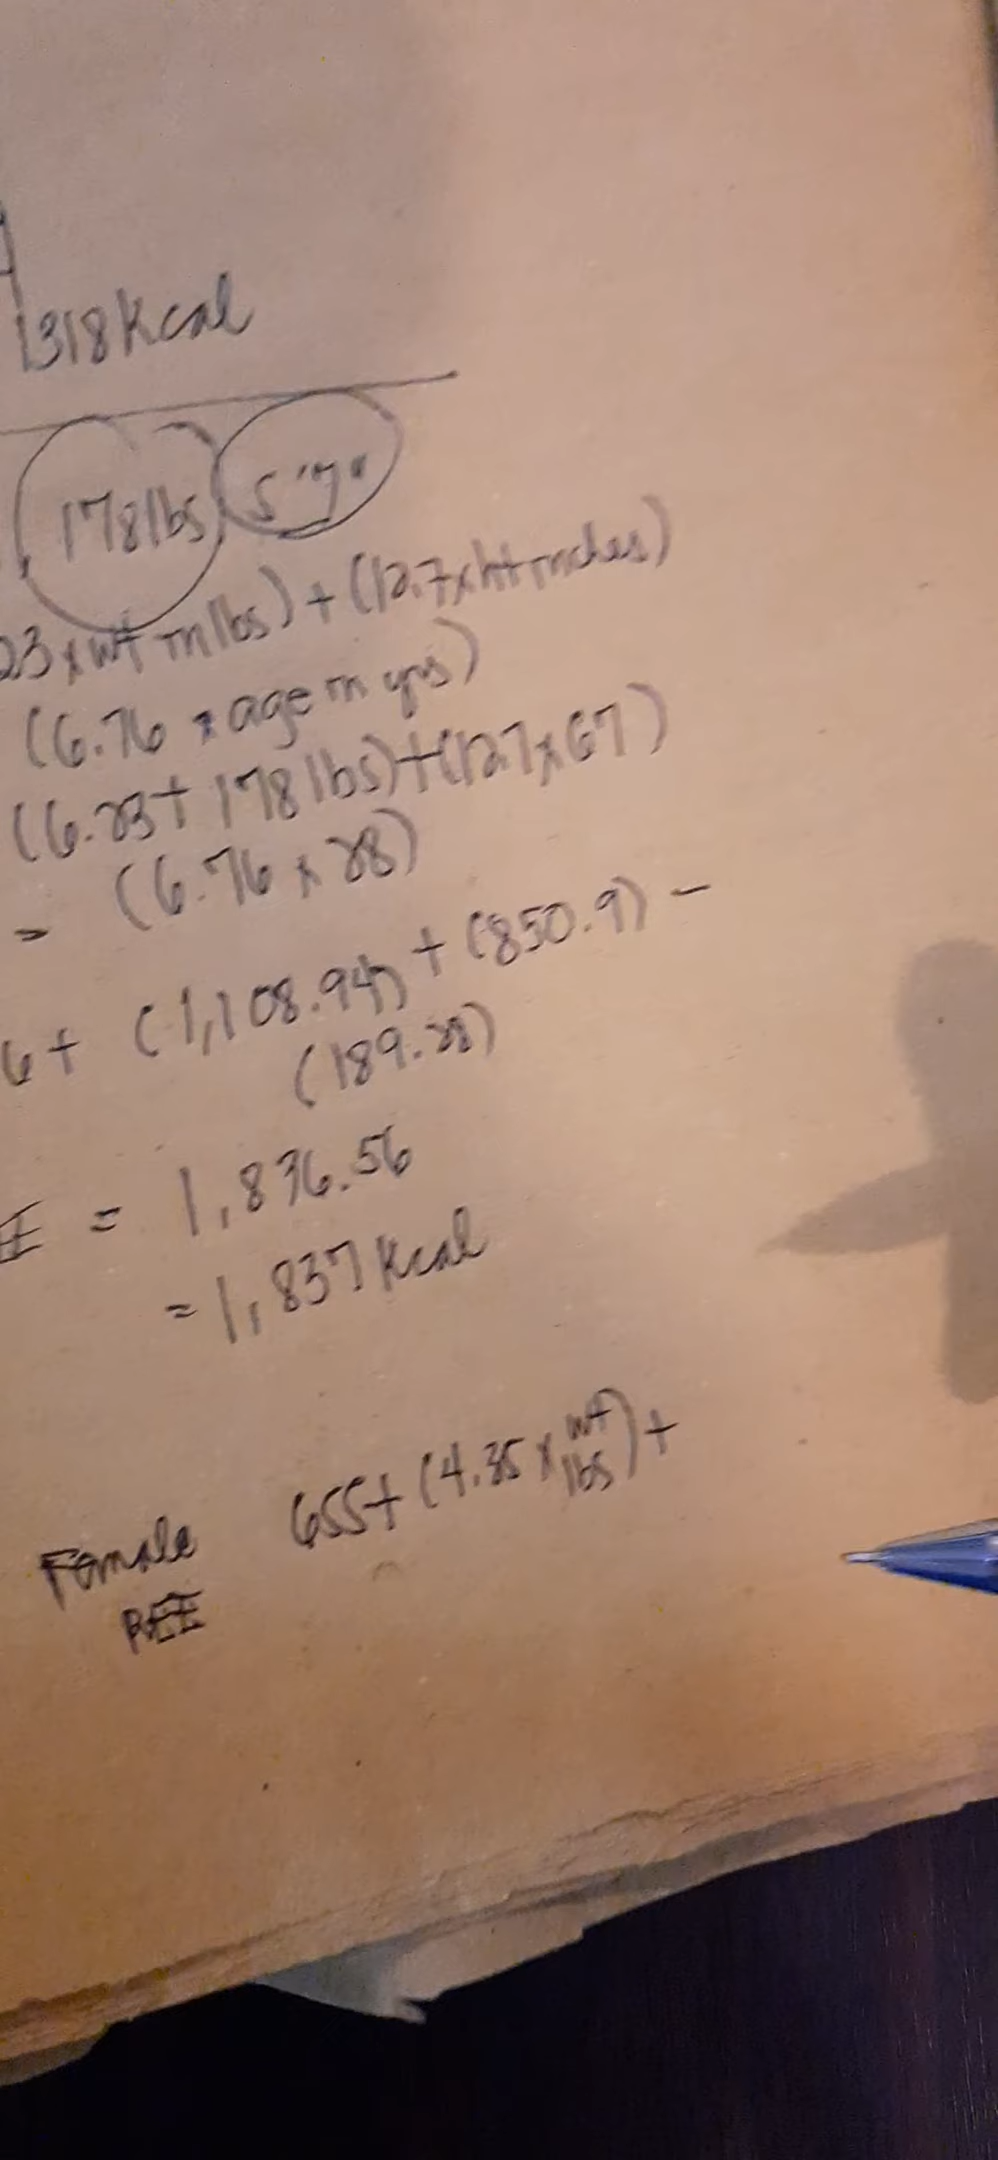 1318 Kcal
178 lbs 5'7"
23 x wt in lbs) + (12.7 x ht inches)
(6.76 x age in yrs)
(6.23 + 178 lbs) + (12.7 x 67)
- (6.76 x 28)
6 + (1,108.94) + (850.9) -
(189.28)
EE = 1,836.56
= 1,837 Kcal
Female 655 + (4.35 x wt lbs) +
REE